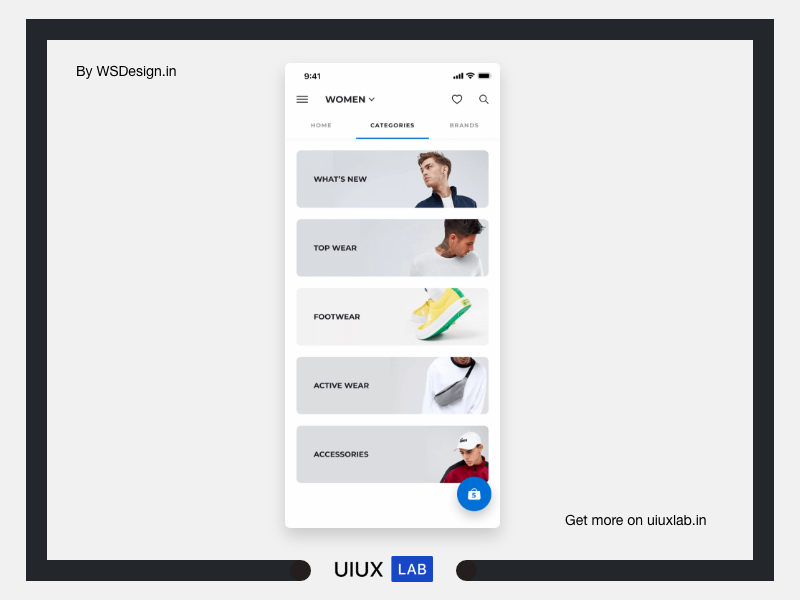 By WSDesign.in
9:41
WOMEN
HOME CATEGORIES BRANDS
WHAT'S NEW
TOP WEAR
FOOTWEAR
ACTIVE WEAR
ACCESSORIES
5
Get more on uiuxlab.in
UIUX LAB